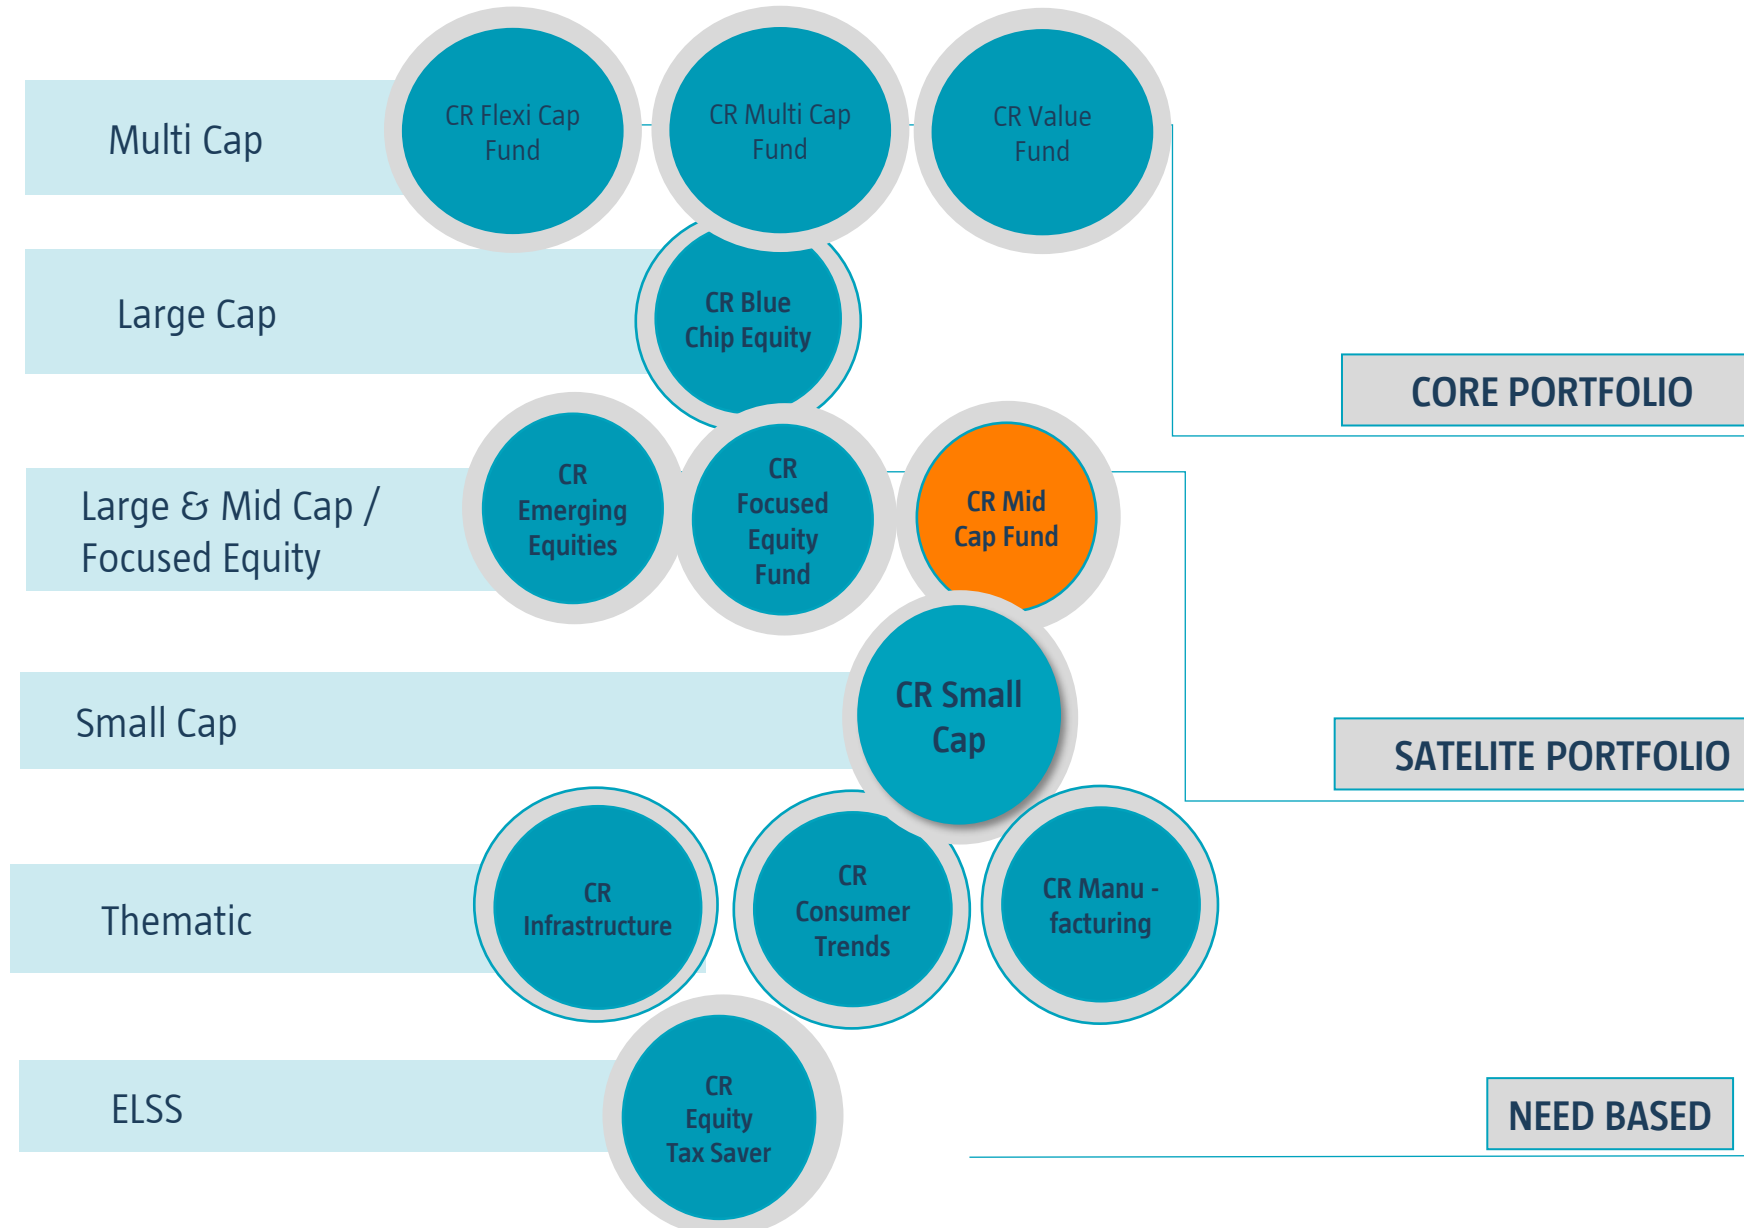 Multi Cap
CR Flexi Cap
Fund
CR Multi Cap
Fund
CR Value
Fund
Large Cap
CR Blue
Chip Equity
CORE PORTFOLIO
Large & Mid Cap /
Focused Equity
CR
Emerging
Equities
CR
Focused
Equity
Fund
CR Mid
Cap Fund
Small Cap
CR Small
Cap
SATELITE PORTFOLIO
Thematic
CR
Infrastructure
CR
Consumer
Trends
CR Manu -
facturing
ELSS
CR
Equity
Tax Saver
NEED BASED